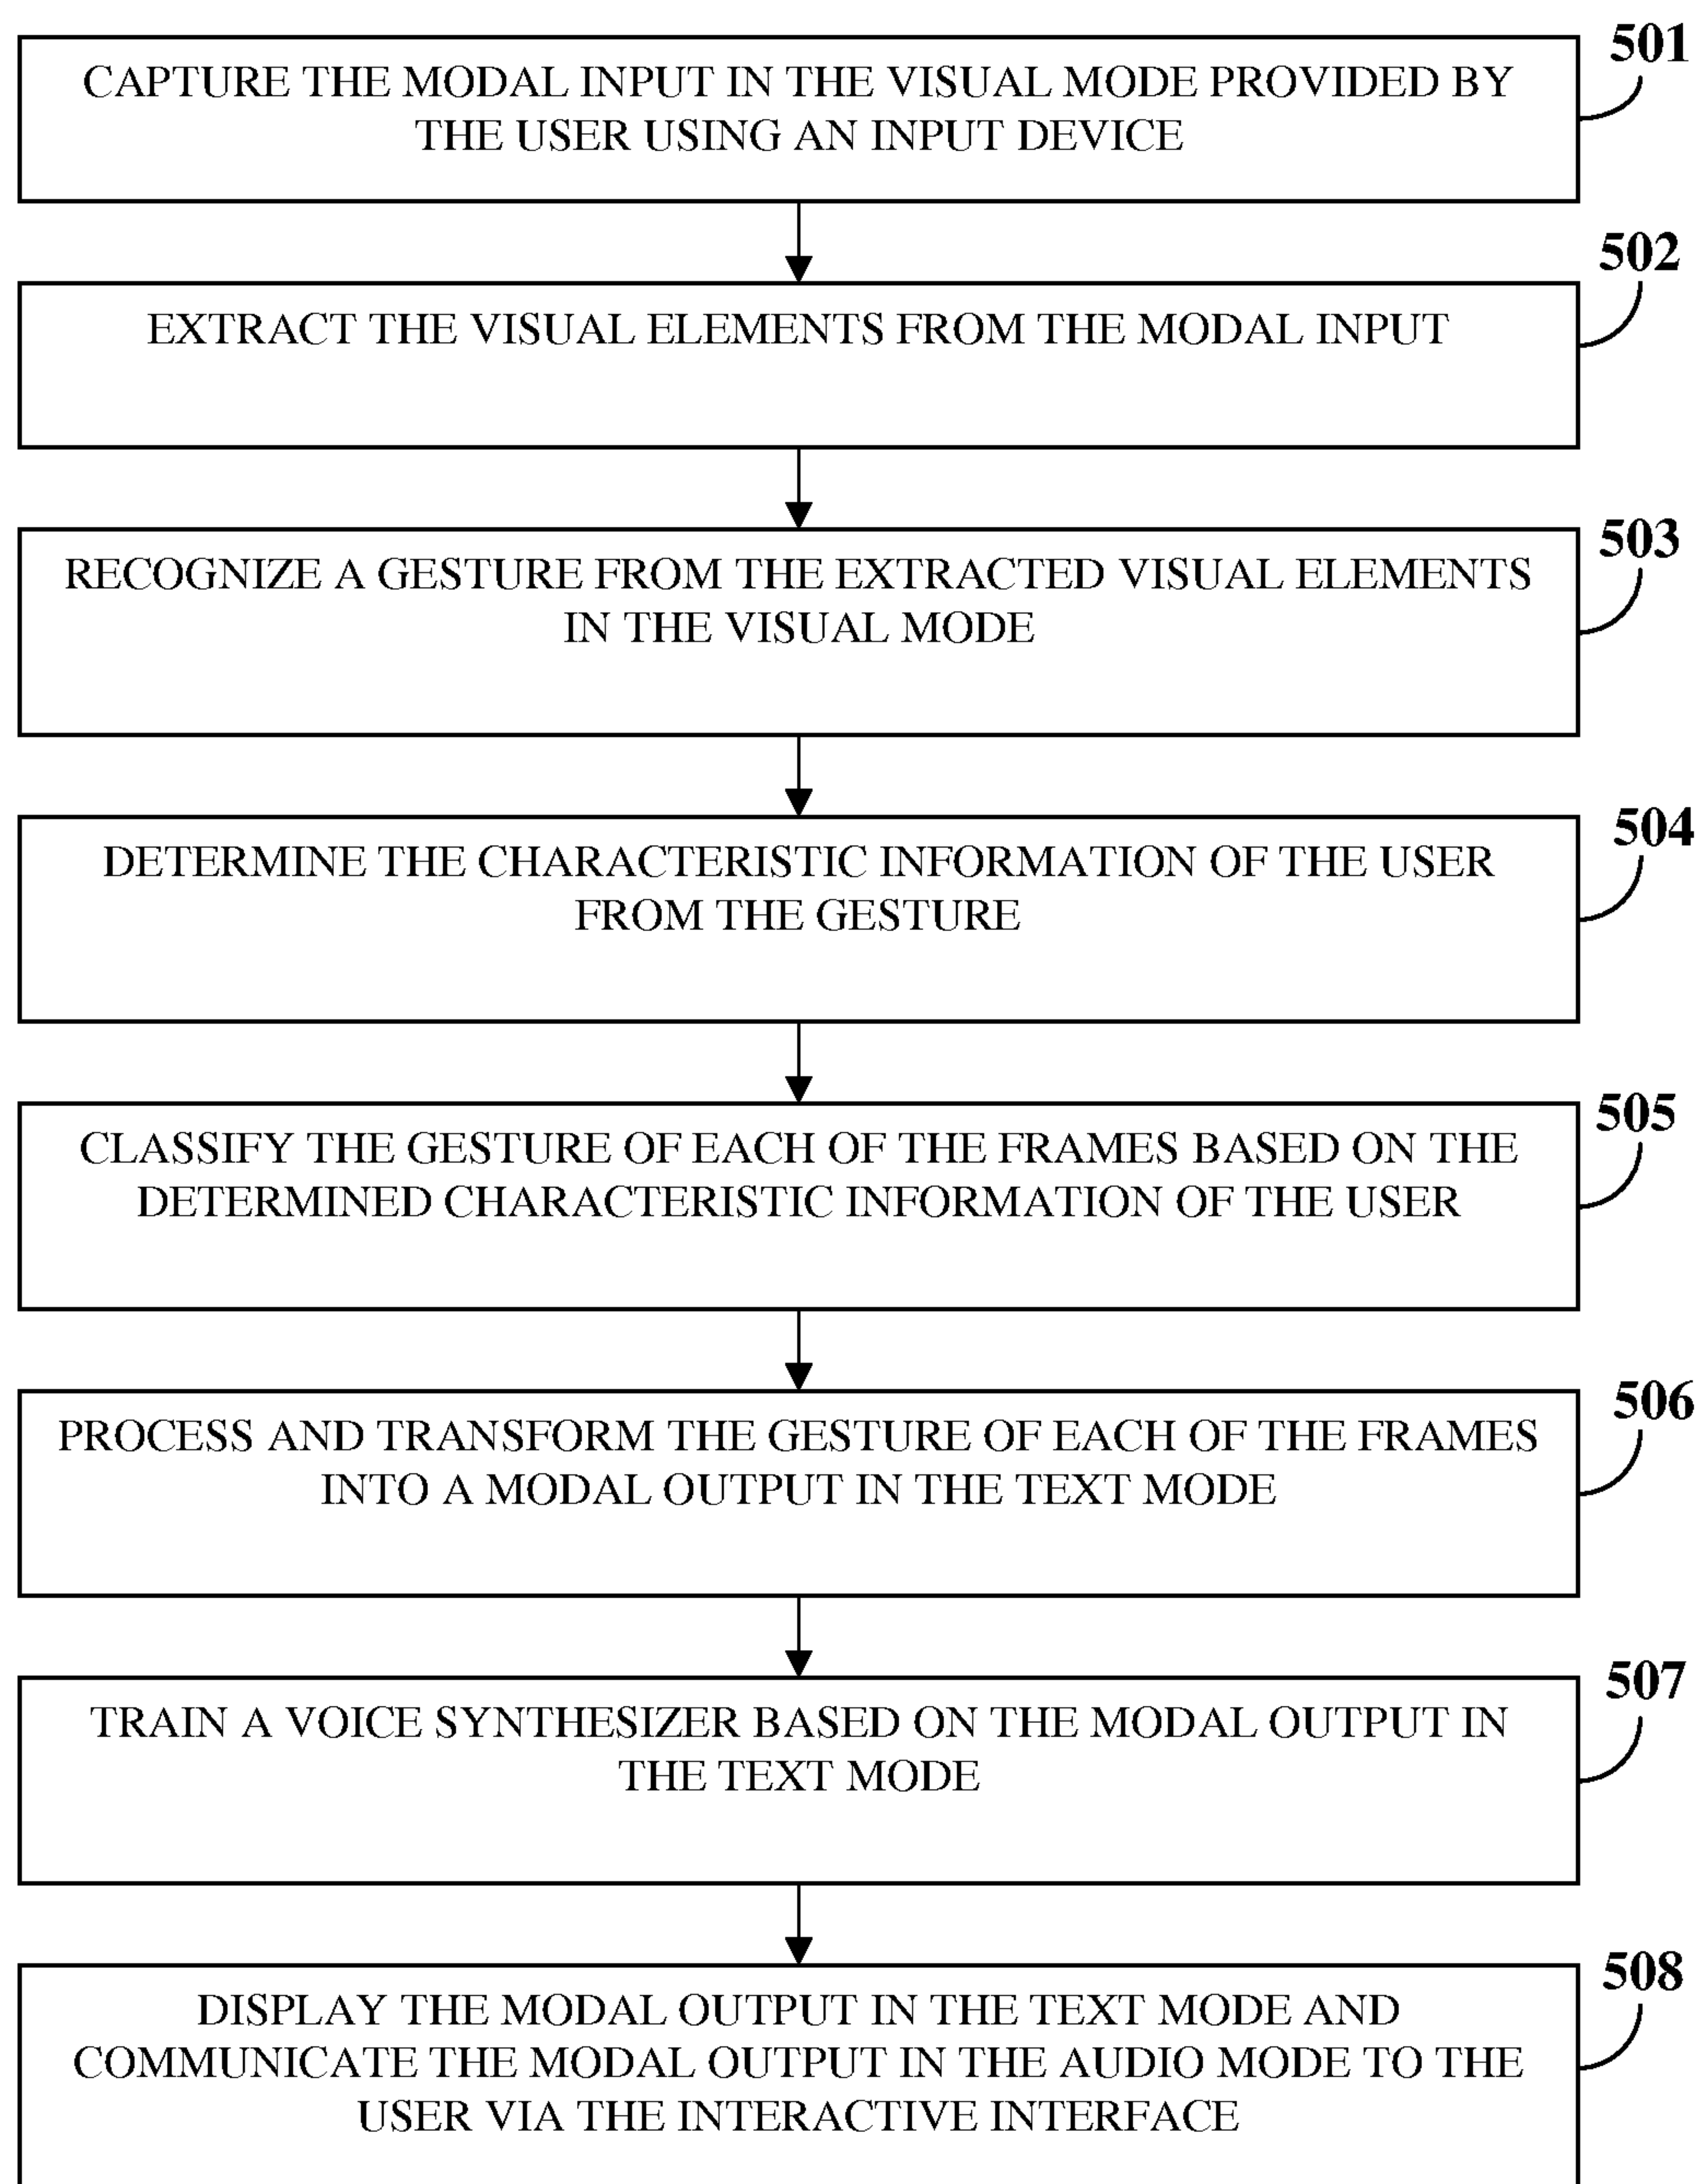 501
CAPTURE THE MODAL INPUT IN THE VISUAL MODE PROVIDED BY
THE USER USING AN INPUT DEVICE
502
EXTRACT THE VISUAL ELEMENTS FROM THE MODAL INPUT
503
RECOGNIZE A GESTURE FROM THE EXTRACTED VISUAL ELEMENTS
IN THE VISUAL MODE
504
DETERMINE THE CHARACTERISTIC INFORMATION OF THE USER
FROM THE GESTURE
505
CLASSIFY THE GESTURE OF EACH OF THE FRAMES BASED ON THE
DETERMINED CHARACTERISTIC INFORMATION OF THE USER
506
PROCESS AND TRANSFORM THE GESTURE OF EACH OF THE FRAMES
INTO A MODAL OUTPUT IN THE TEXT MODE
507
TRAIN A VOICE SYNTHESIZER BASED ON THE MODAL OUTPUT IN
THE TEXT MODE
508
DISPLAY THE MODAL OUTPUT IN THE TEXT MODE AND
COMMUNICATE THE MODAL OUTPUT IN THE AUDIO MODE TO THE
USER VIA THE INTERACTIVE INTERFACE